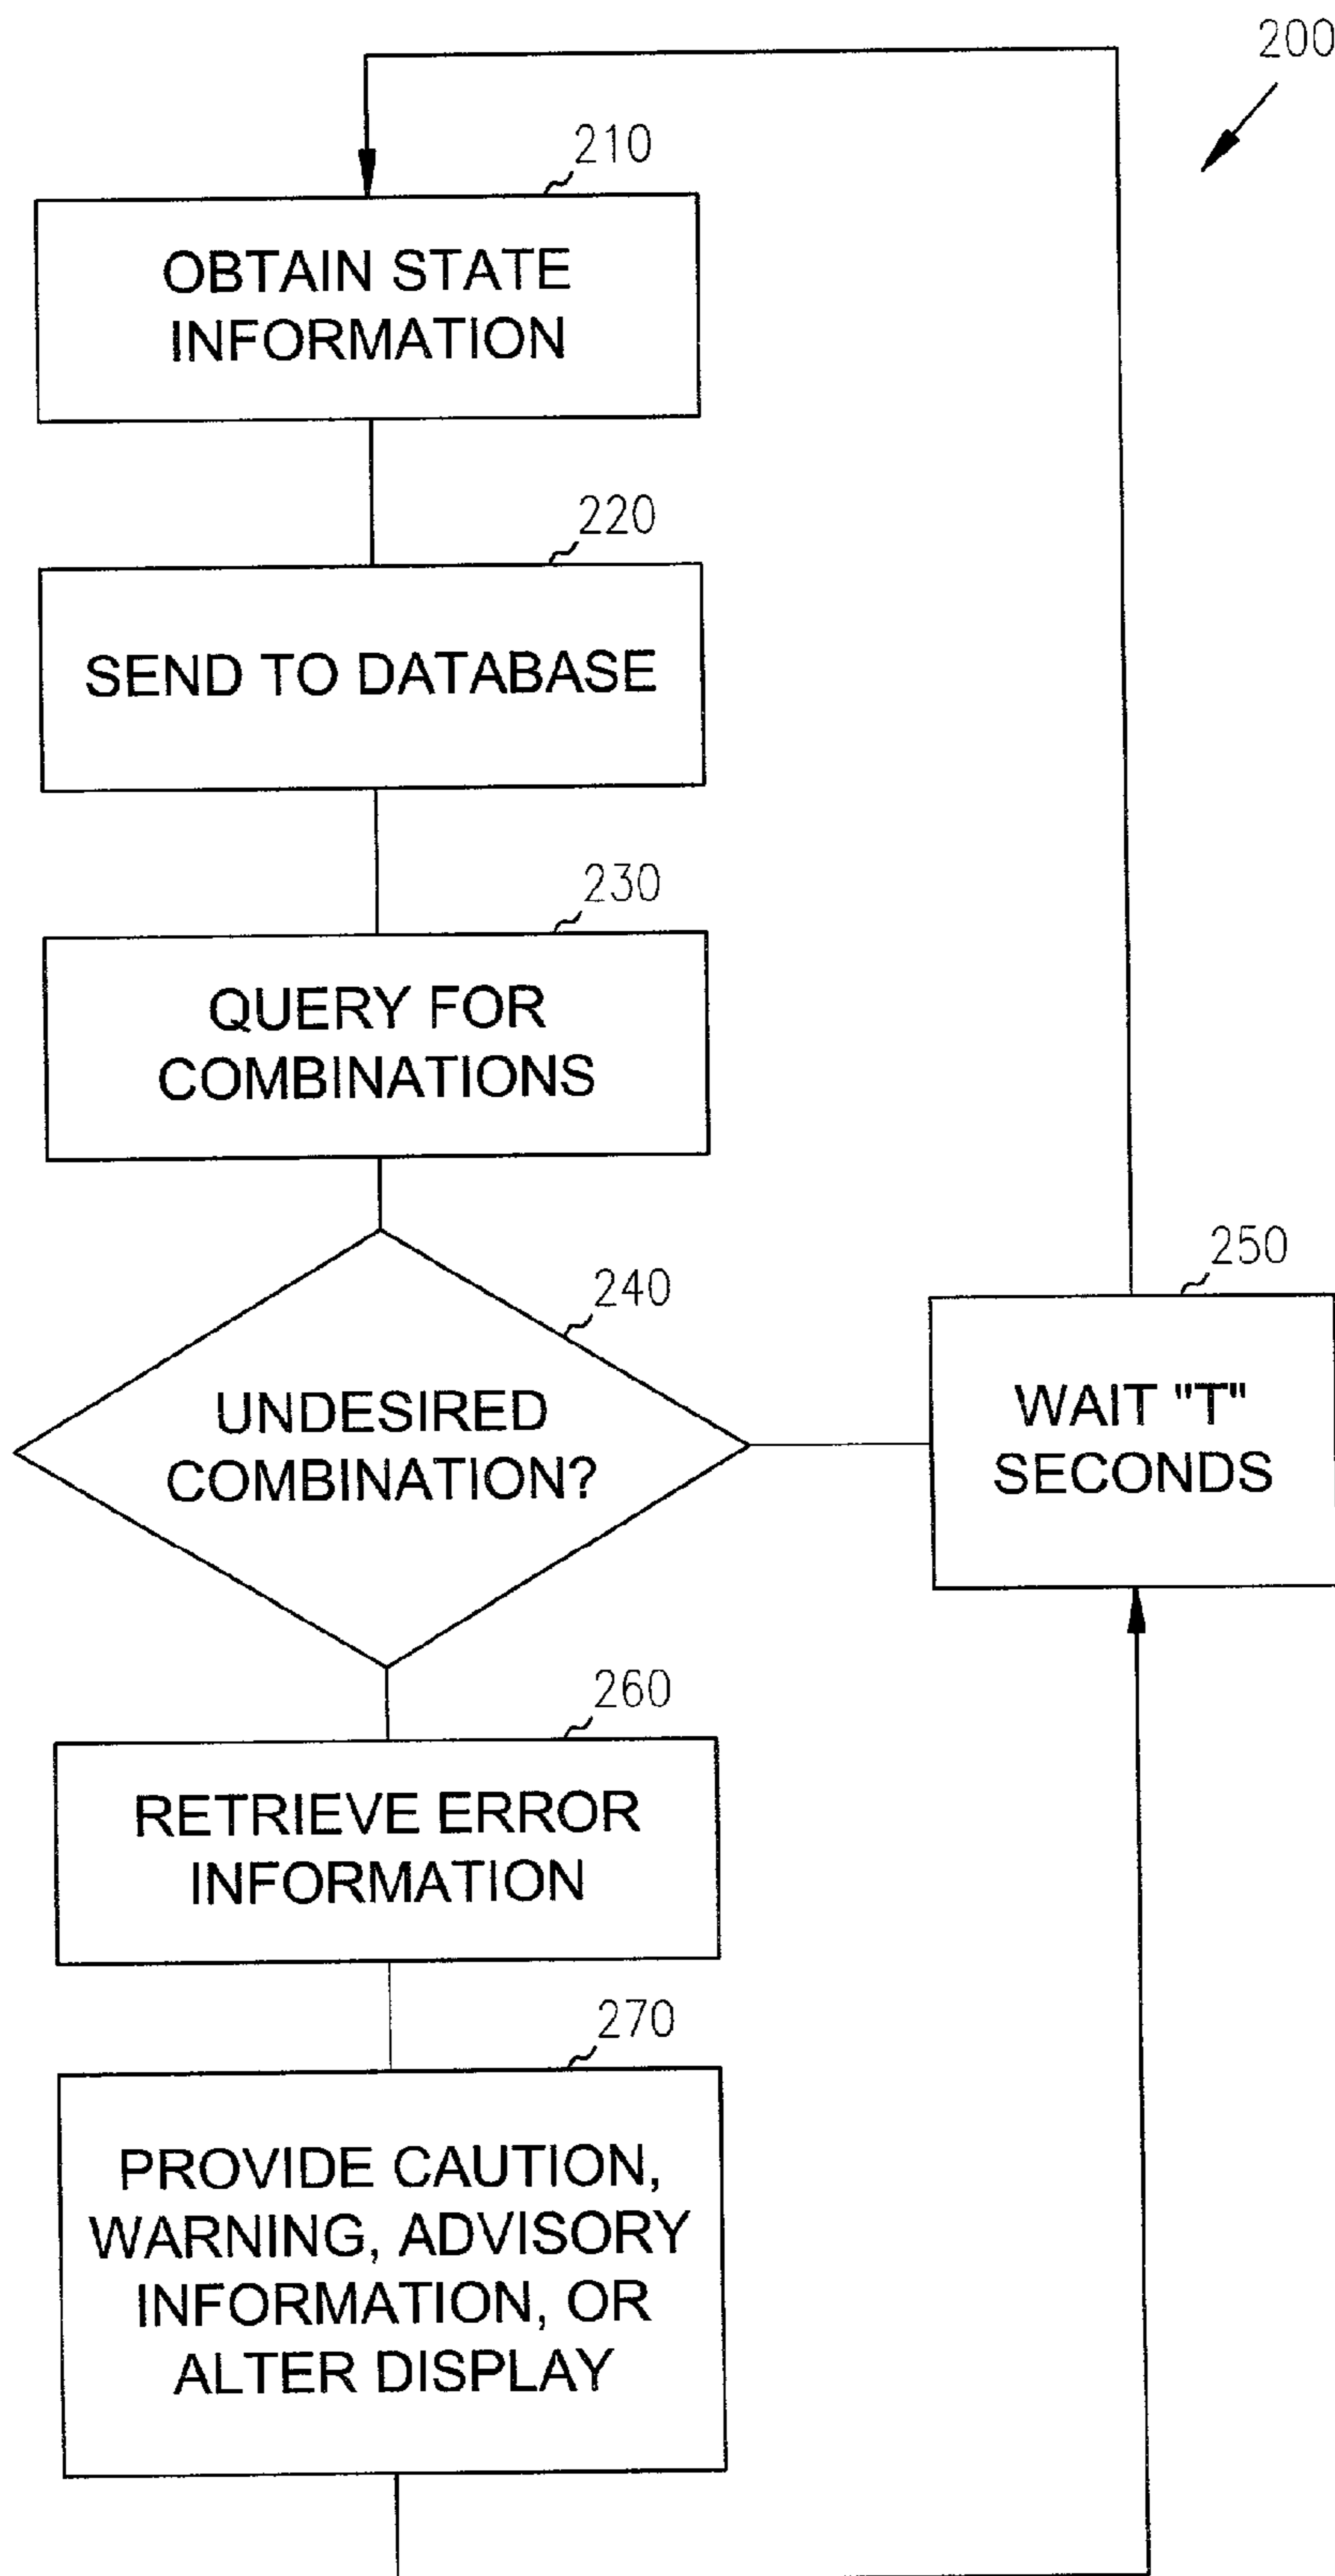 200
210
OBTAIN STATE
INFORMATION
220
SEND TO DATABASE
230
QUERY FOR
COMBINATIONS
240
UNDESIRED
COMBINATION?
250
WAIT "T"
SECONDS
260
RETRIEVE ERROR
INFORMATION
270
PROVIDE CAUTION,
WARNING, ADVISORY
INFORMATION, OR
ALTER DISPLAY